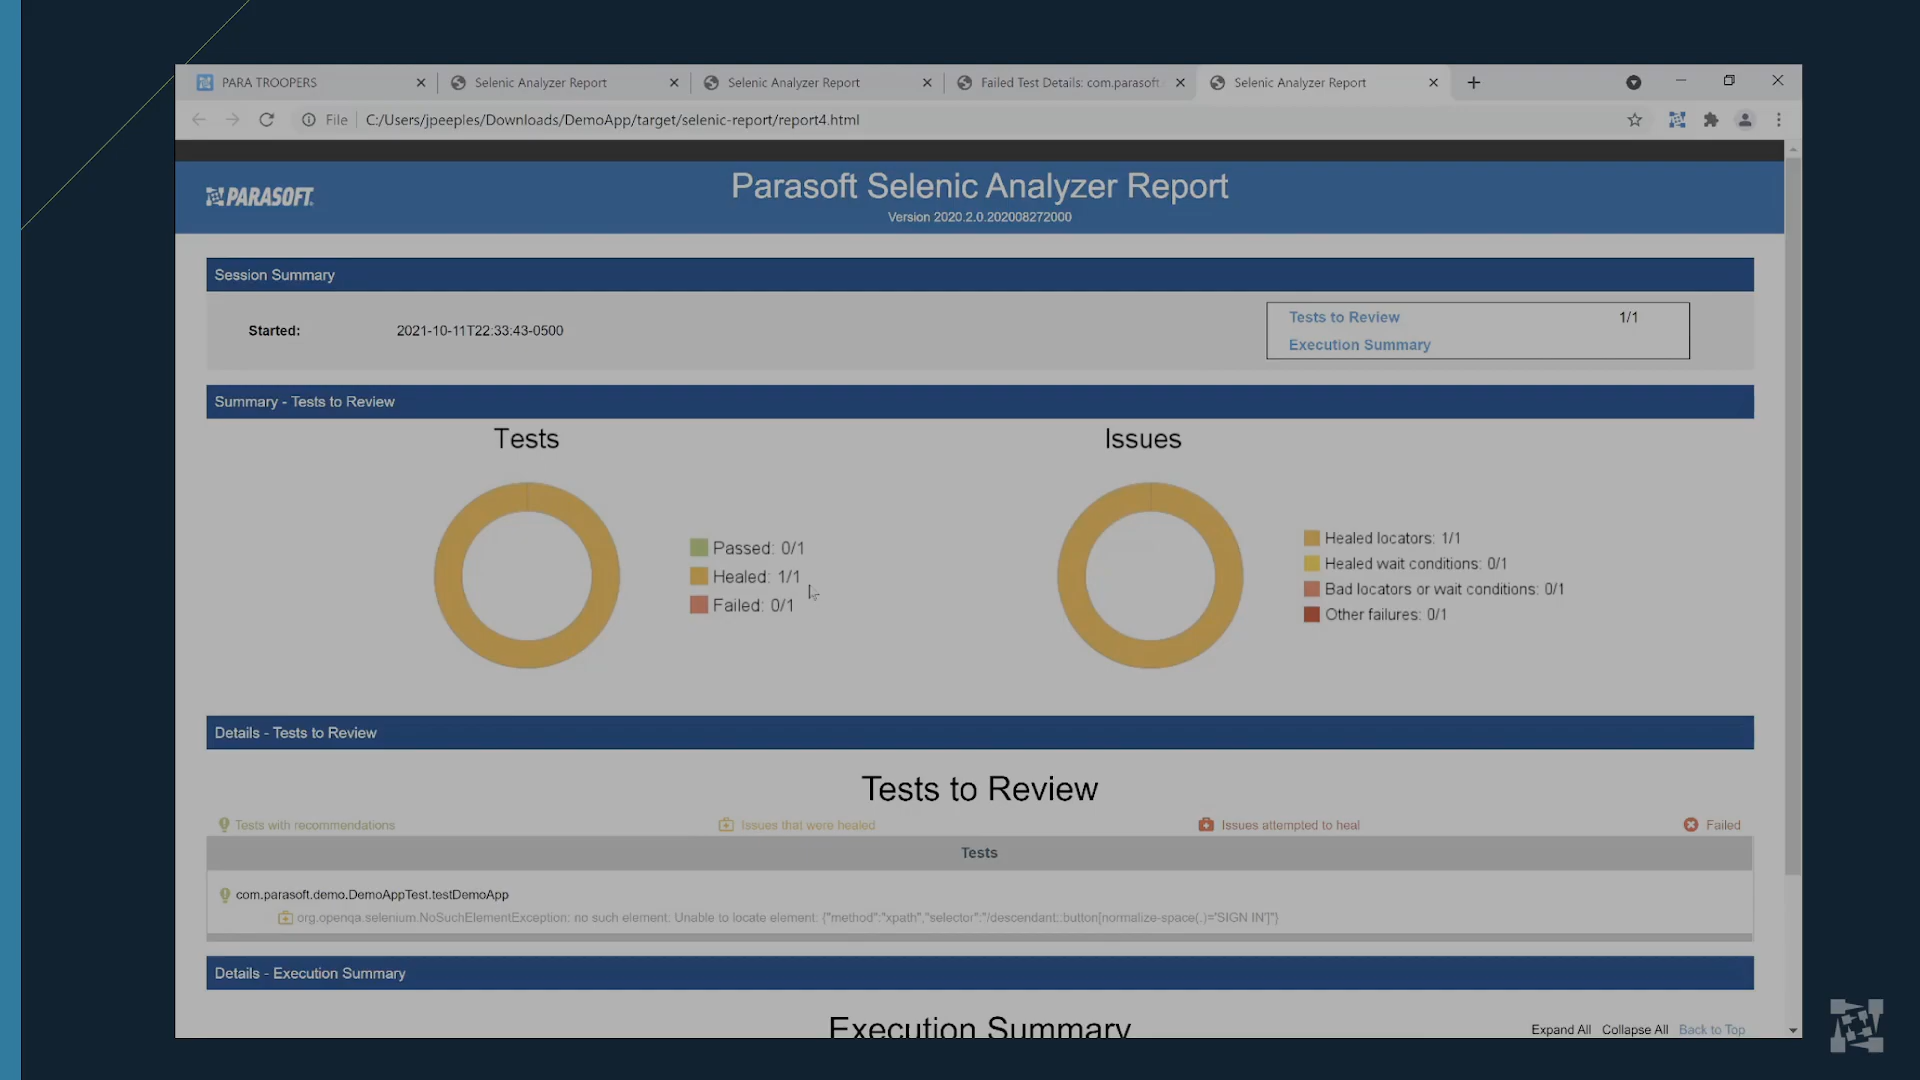 PARA TROOPERS
Selenic Analyzer Report
Selenic Analyzer Report
Failed Test Details: com.parasoft
Selenic Analyzer Report
File
C:/Users/jpeeples/Downloads/DemoApp/target/selenic-report/report4.html
PARASOFT
Parasoft Selenic Analyzer Report
Version 2020.2.0.202008272000
Session Summary
Started: 2021-10-11T22:33:43-0500
Tests to Review 1/1
Execution Summary
Summary - Tests to Review
Tests
Passed: 0/1
Healed: 1/1
Failed: 0/1
Issues
Healed locators: 1/1
Healed wait conditions: 0/1
Bad locators or wait conditions: 0/1
Other failures: 0/1
Details - Tests to Review
Tests to Review
Tests with recommendations
Issues that were healed
Issues attempted to heal
Failed
Tests
com.parasoft.demo.DemoAppTest.testDemoApp
org.openqa.selenium.NoSuchElementException: no such element: Unable to locate element: {"method":"xpath","selector":"/descendant::button[normalize-space(.)='SIGN IN']"}
Details - Execution Summary
Execution Summary
Expand All Collapse All Back to Top